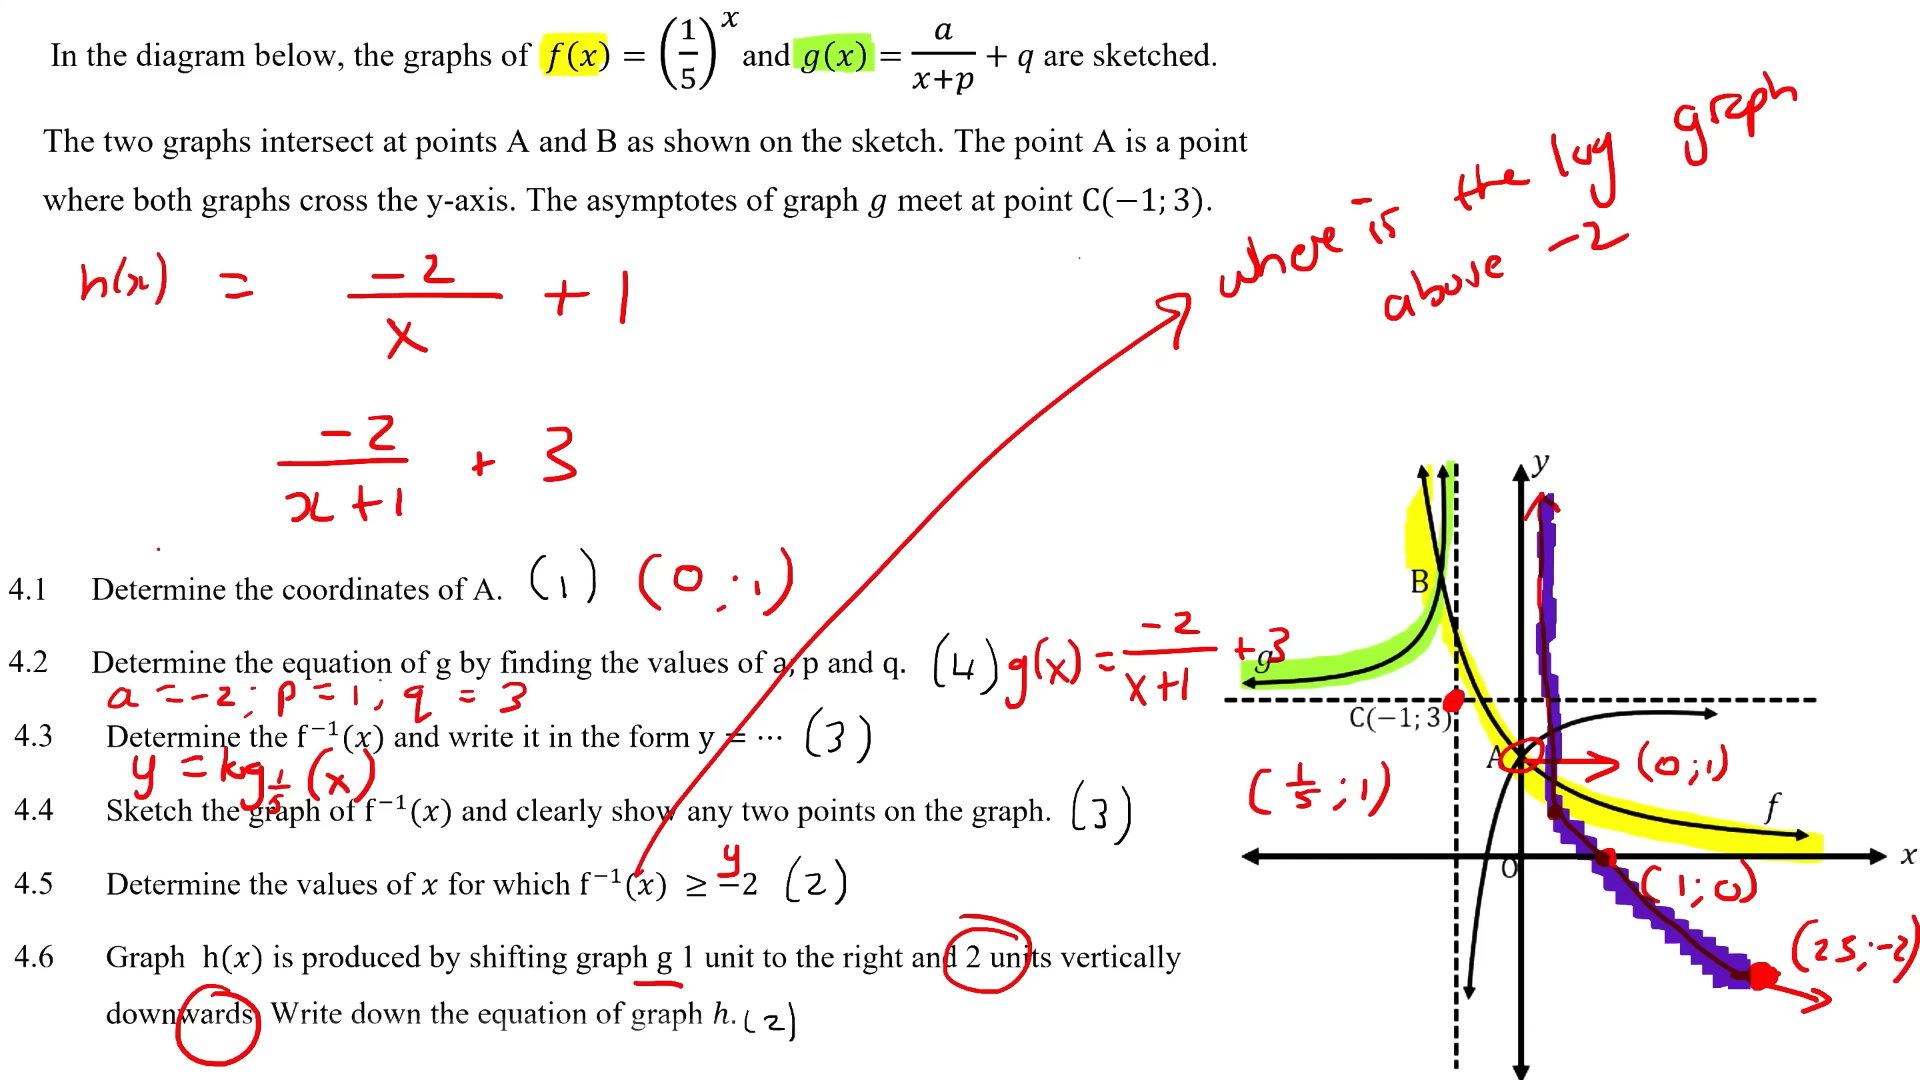 In the diagram below, the graphs of f(x) = (1/5)^x and g(x) = a/(x+p) + q are sketched.
The two graphs intersect at points A and B as shown on the sketch. The point A is a point
where both graphs cross the y-axis. The asymptotes of graph g meet at point C(−1; 3).
where is the log graph
above -2
h(x) = -2/x + 1
-2/(x+1) + 3
4.1 Determine the coordinates of A. (1) (0;1)
4.2 Determine the equation of g by finding the values of a, p and q. (4) g(x) = -2/(x+1) + 3
a = -2; p = 1; q = 3
4.3 Determine the f⁻¹(x) and write it in the form y = ⋯ (3)
y = log_{1/5} (x)
4.4 Sketch the graph of f⁻¹(x) and clearly show any two points on the graph. (3)
y
4.5 Determine the values of x for which f⁻¹(x) ≥ −2 (2)
4.6 Graph h(x) is produced by shifting graph g 1 unit to the right and 2 units vertically
downwards. Write down the equation of graph h. (2)
y
B
g
C(−1; 3)
A
(0;1)
(1/5 ; 1)
f
x
O
(1;0)
(25;-2)